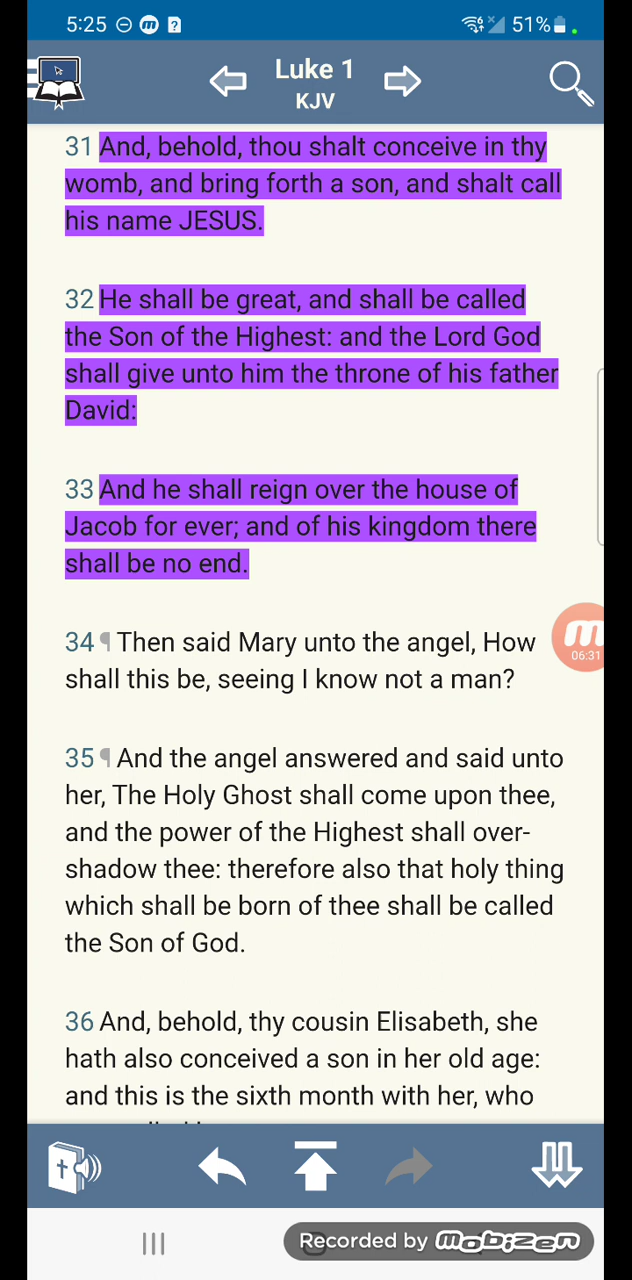 5:25 m ? 6 51%
Luke 1
KJV
31 And, behold, thou shalt conceive in thy
womb, and bring forth a son, and shalt call
his name JESUS.
32 He shall be great, and shall be called
the Son of the Highest: and the Lord God
shall give unto him the throne of his father
David:
33 And he shall reign over the house of
Jacob for ever; and of his kingdom there
shall be no end.
34 ¶ Then said Mary unto the angel, How
shall this be, seeing I know not a man?
m
06:31
35 ¶ And the angel answered and said unto
her, The Holy Ghost shall come upon thee,
and the power of the Highest shall over-
shadow thee: therefore also that holy thing
which shall be born of thee shall be called
the Son of God.
36 And, behold, thy cousin Elisabeth, she
hath also conceived a son in her old age:
and this is the sixth month with her, who
Recorded by mobizen